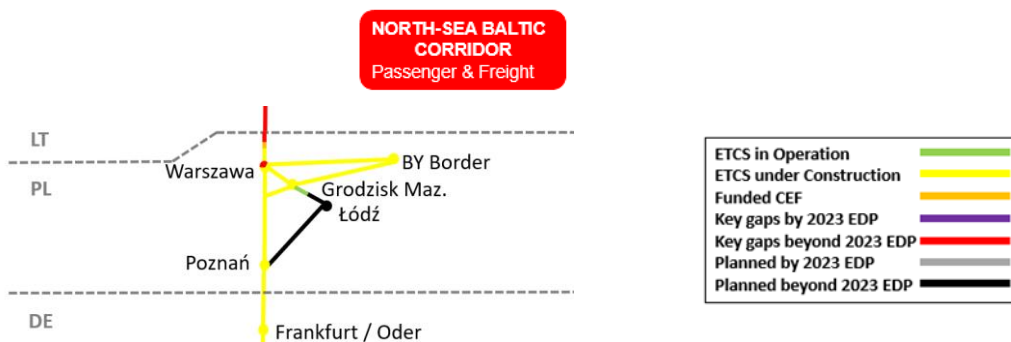 NORTH-SEA BALTIC
CORRIDOR
Passenger & Freight
LT
BY Border
Warszawa
PL
Grodzisk Maz.
Łódź
Poznań
DE
Frankfurt / Oder
ETCS in Operation
ETCS under Construction
Funded CEF
Key gaps by 2023 EDP
Key gaps beyond 2023 EDP
Planned by 2023 EDP
Planned beyond 2023 EDP